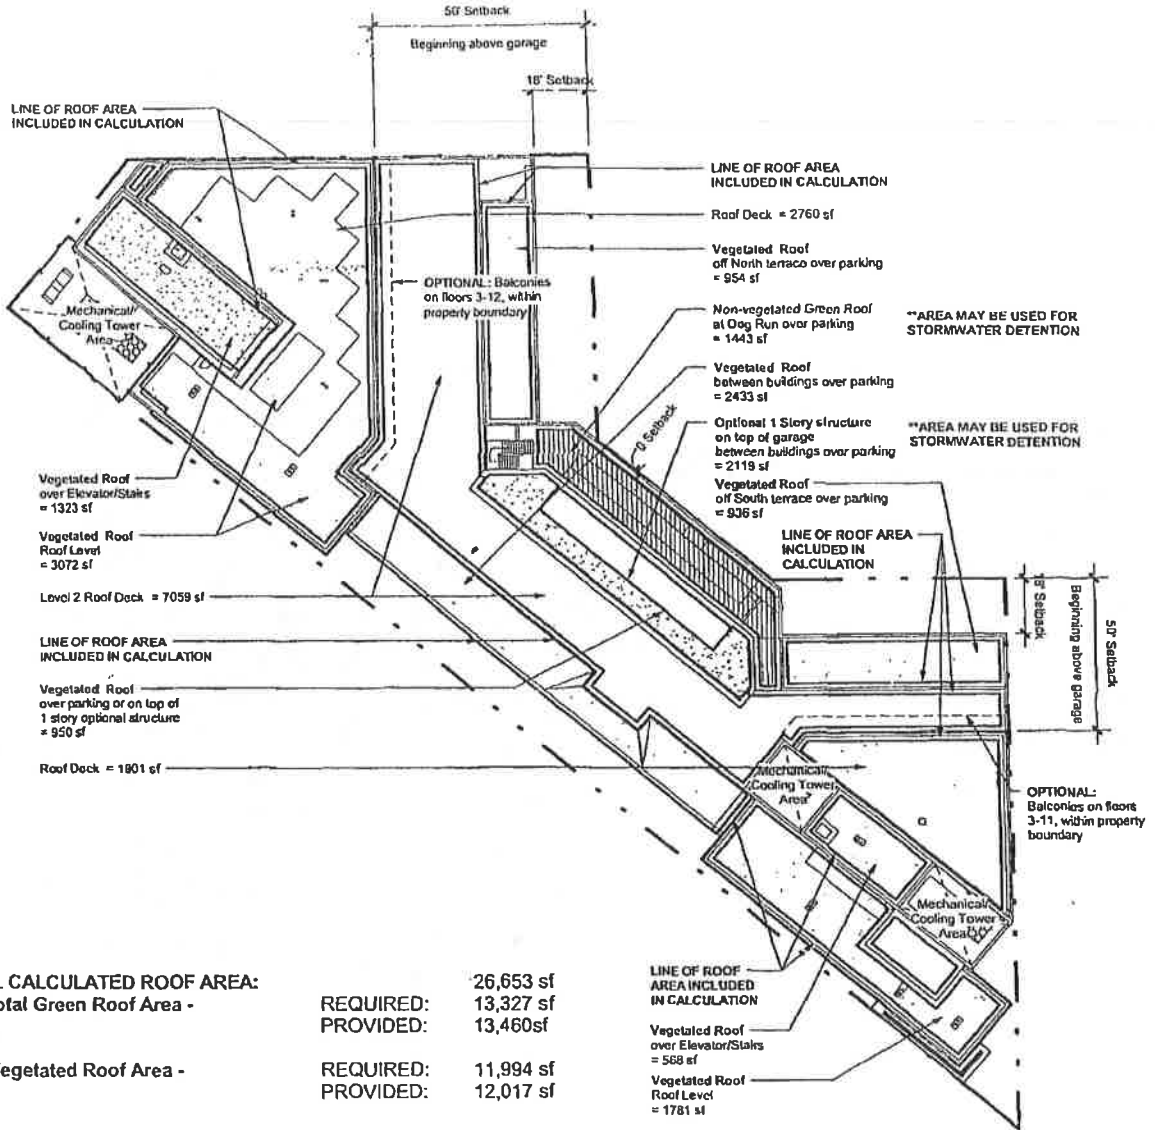 50' Setback
Beginning above garage
18' Setback
LINE OF ROOF AREA
INCLUDED IN CALCULATION
LINE OF ROOF AREA
INCLUDED IN CALCULATION
Roof Deck = 2760 sf
Vegetated Roof
off North terrace over parking
= 954 sf
OPTIONAL: Balconies
on floors 3-12, within
property boundary
Mechanical/
Cooling Tower
Area
Non-vegetated Green Roof
at Dog Run over parking
= 1443 sf
**AREA MAY BE USED FOR
STORMWATER DETENTION
Vegetated Roof
between buildings over parking
= 2433 sf
0 Setback
Optional 1 Story structure
on top of garage
between buildings over parking
= 2119 sf
**AREA MAY BE USED FOR
STORMWATER DETENTION
Vegetated Roof
over Elevator/Stairs
= 1323 sf
Vegetated Roof
off South terrace over parking
= 936 sf
Vegetated Roof
Roof Level
= 3072 sf
LINE OF ROOF AREA
INCLUDED IN
CALCULATION
Level 2 Roof Deck = 7059 sf
18' Setback
Beginning above garage
50' Setback
LINE OF ROOF AREA
INCLUDED IN CALCULATION
Vegetated Roof
over parking or on top of
1 story optional structure
= 950 sf
Roof Deck = 1801 sf
Mechanical/
Cooling Tower
Area
OPTIONAL:
Balconies on floors
3-11, within property
boundary
Mechanical/
Cooling Tower
Area
LINE OF ROOF
AREA INCLUDED
IN CALCULATION
Vegetated Roof
over Elevator/Stairs
= 568 sf
Vegetated Roof
Roof Level
= 1781 sf
L CALCULATED ROOF AREA: 26,653 sf
otal Green Roof Area - REQUIRED: 13,327 sf
PROVIDED: 13,460sf
egetated Roof Area - REQUIRED: 11,994 sf
PROVIDED: 12,017 sf